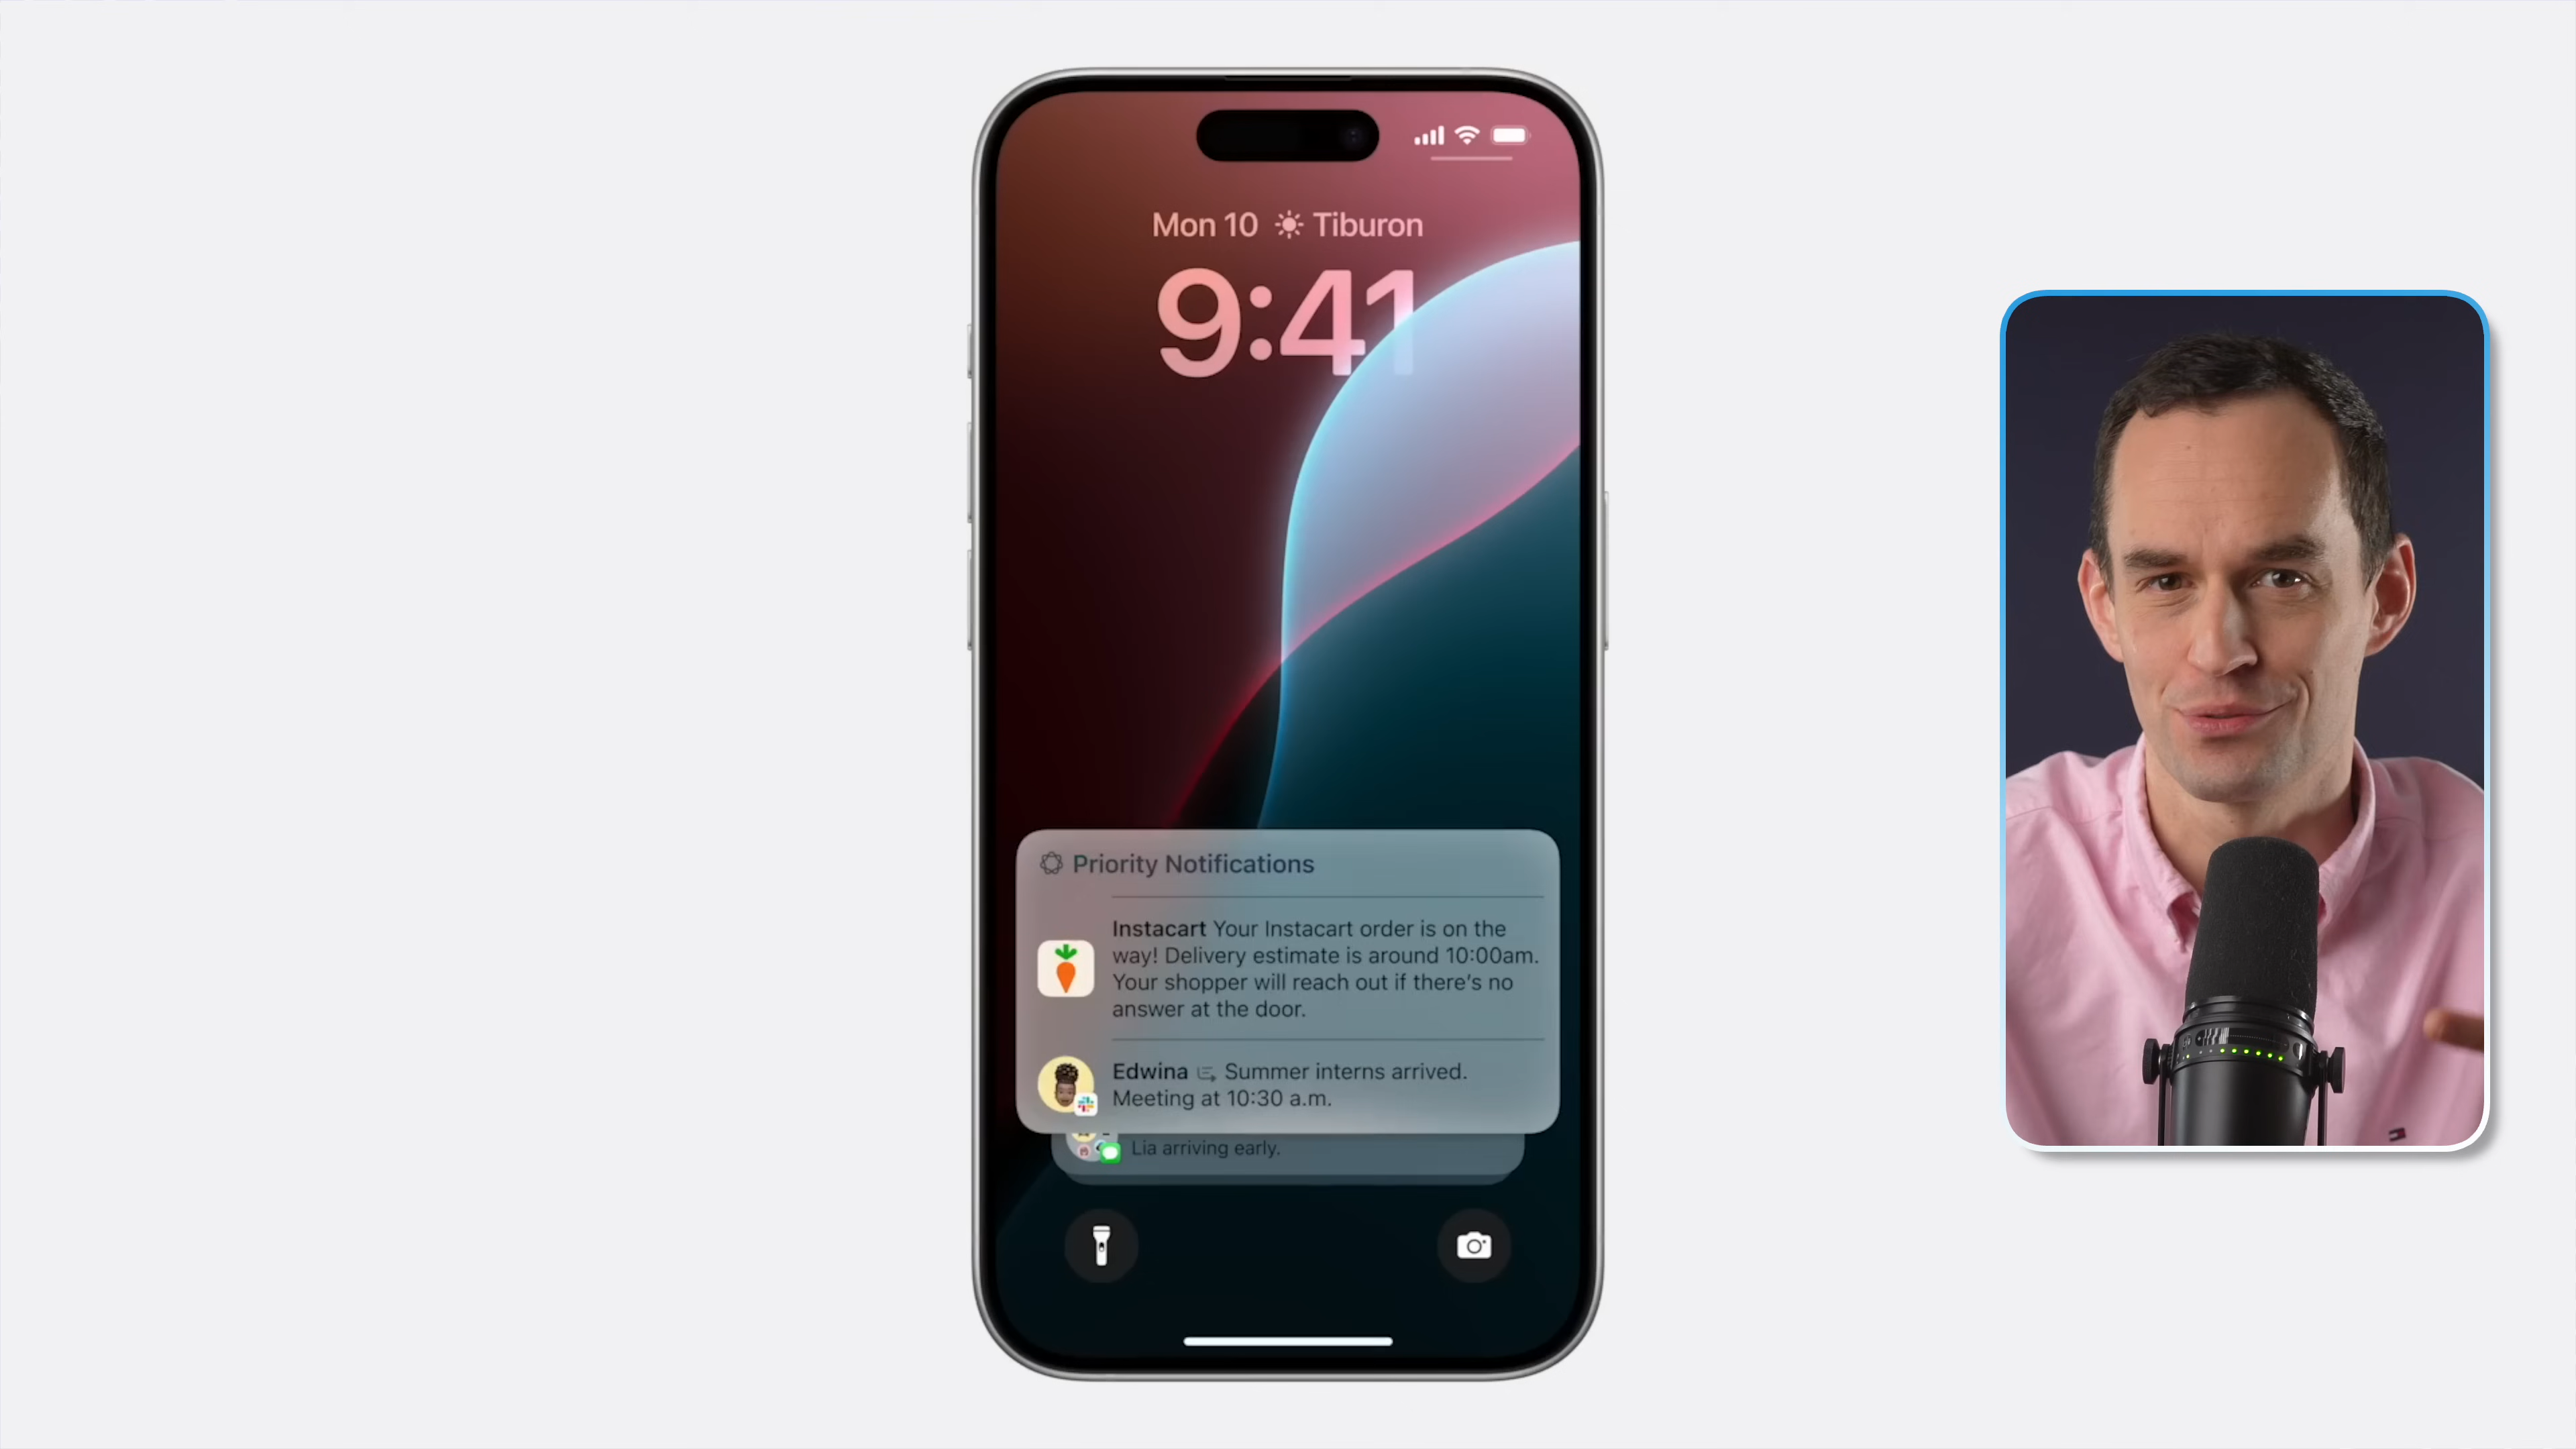 Mon 10 Tiburon
9:41
Priority Notifications
Instacart Your Instacart order is on the
way! Delivery estimate is around 10:00am.
Your shopper will reach out if there's no
answer at the door.
Edwina Summer interns arrived.
Meeting at 10:30 a.m.
Lia arriving early.